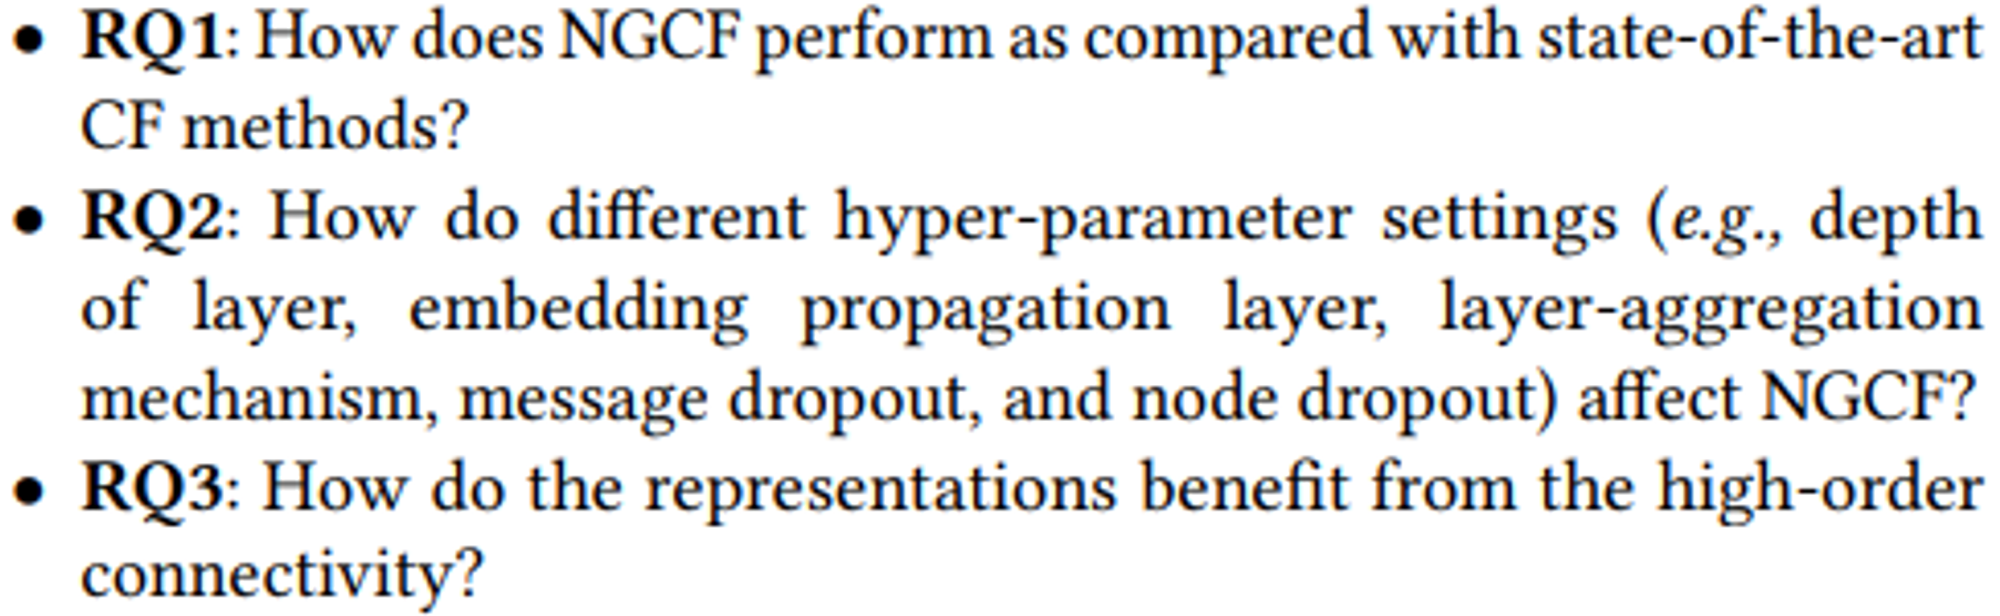 • RQ1: How does NGCF perform as compared with state-of-the-art
CF methods?
• RQ2: How do different hyper-parameter settings (e.g., depth
of layer, embedding propagation layer, layer-aggregation
mechanism, message dropout, and node dropout) affect NGCF?
• RQ3: How do the representations benefit from the high-order
connectivity?